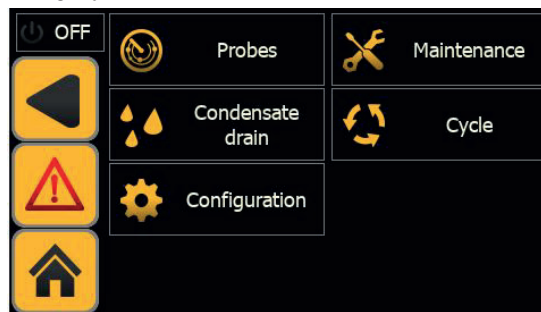 OFF
Probes
Maintenance
Condensate
drain
Cycle
Configuration